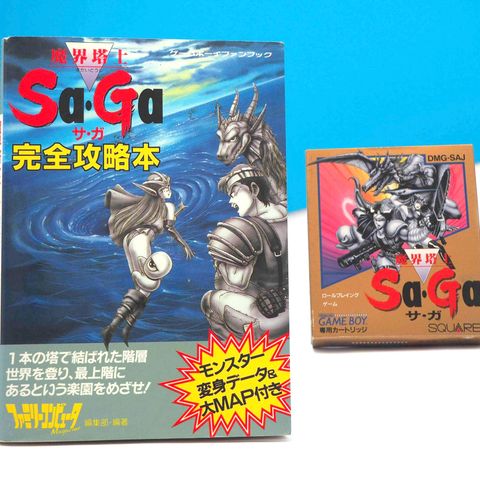 ゲームボーイファンブック
魔界塔士
Sa・Ga
サ・ガ
完全攻略本
1本の塔で結ばれた階層
世界を登り、最上階に
あるという楽園をめざせ!
モンスター
変身データ&
大MAP付き
ファミリーコンピュータ
Magazine
編集部・編著
DMG-SAJ
魔界塔士
Sa・Ga
サ・ガ
ロールプレイング
ゲーム
GAME BOY
専用カートリッジ
SQUARE